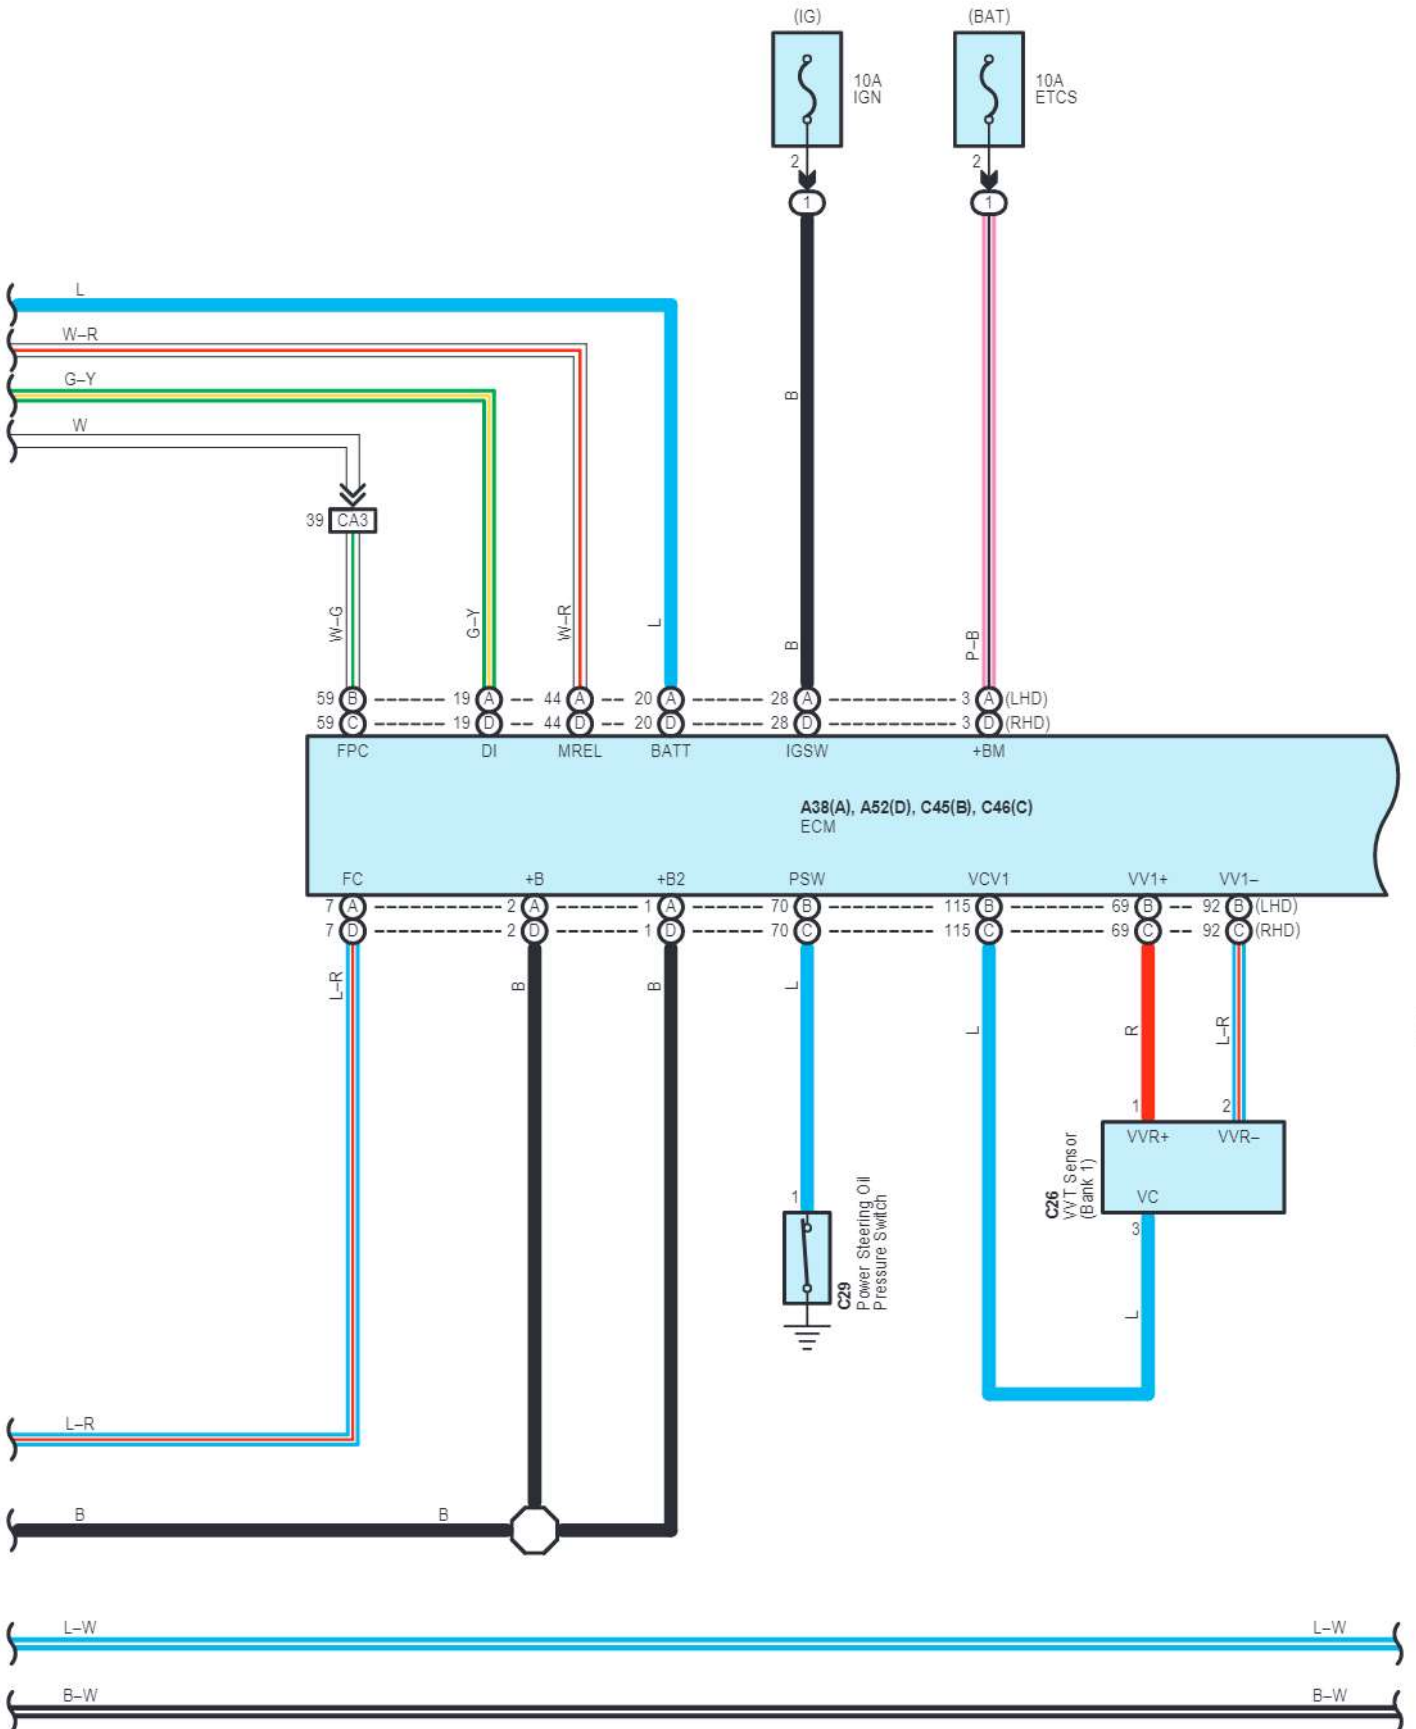 (IG)
(BAT)
10A
IGN
10A
ETCS
2
2
1
1
L
W–R
G–Y
W
B
39 CA3
W–G
G–Y
W–R
L
B
P–B
59 B 19 A 44 A 20 A 28 A 3 A (LHD)
59 C 19 D 44 D 20 D 28 D 3 D (RHD)
FPC DI MREL BATT IGSW +BM
A38(A), A52(D), C45(B), C46(C)
ECM
FC +B +B2 PSW VCV1 VV1+ VV1–
7 A 2 A 1 A 70 B 115 B 69 B 92 B (LHD)
7 D 2 D 1 D 70 C 115 C 69 C 92 C (RHD)
L–R
B
B
L
L
R
L–R
1
2
VVR+ VVR–
VC
3
C26
VVT Sensor
(Bank 1)
1
C29
Power Steering Oil
Pressure Switch
L
L–R
B
B
L–W
L–W
B–W
B–W